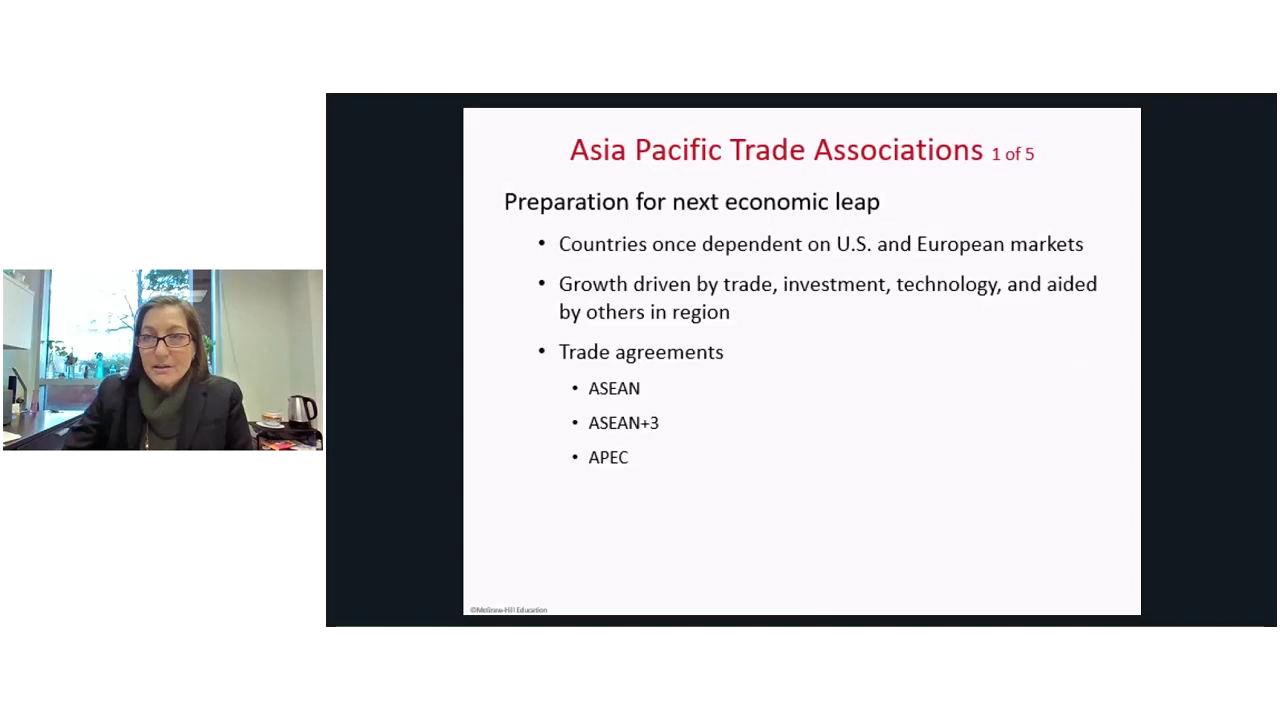 Asia Pacific Trade Associations 1 of 5
Preparation for next economic leap
• Countries once dependent on U.S. and European markets
• Growth driven by trade, investment, technology, and aided
by others in region
• Trade agreements
• ASEAN
• ASEAN+3
• APEC
©McGraw-Hill Education